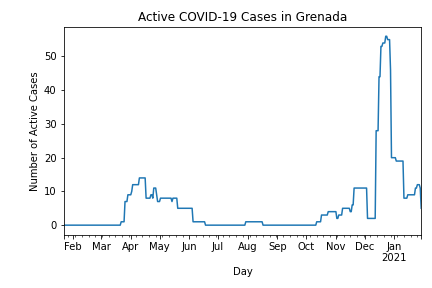 Active COVID-19 Cases in Grenada
Number of Active Cases
50
40
30
20
10
0
Feb Mar Apr May Jun Jul Aug Sep Oct Nov Dec Jan
2021
Day